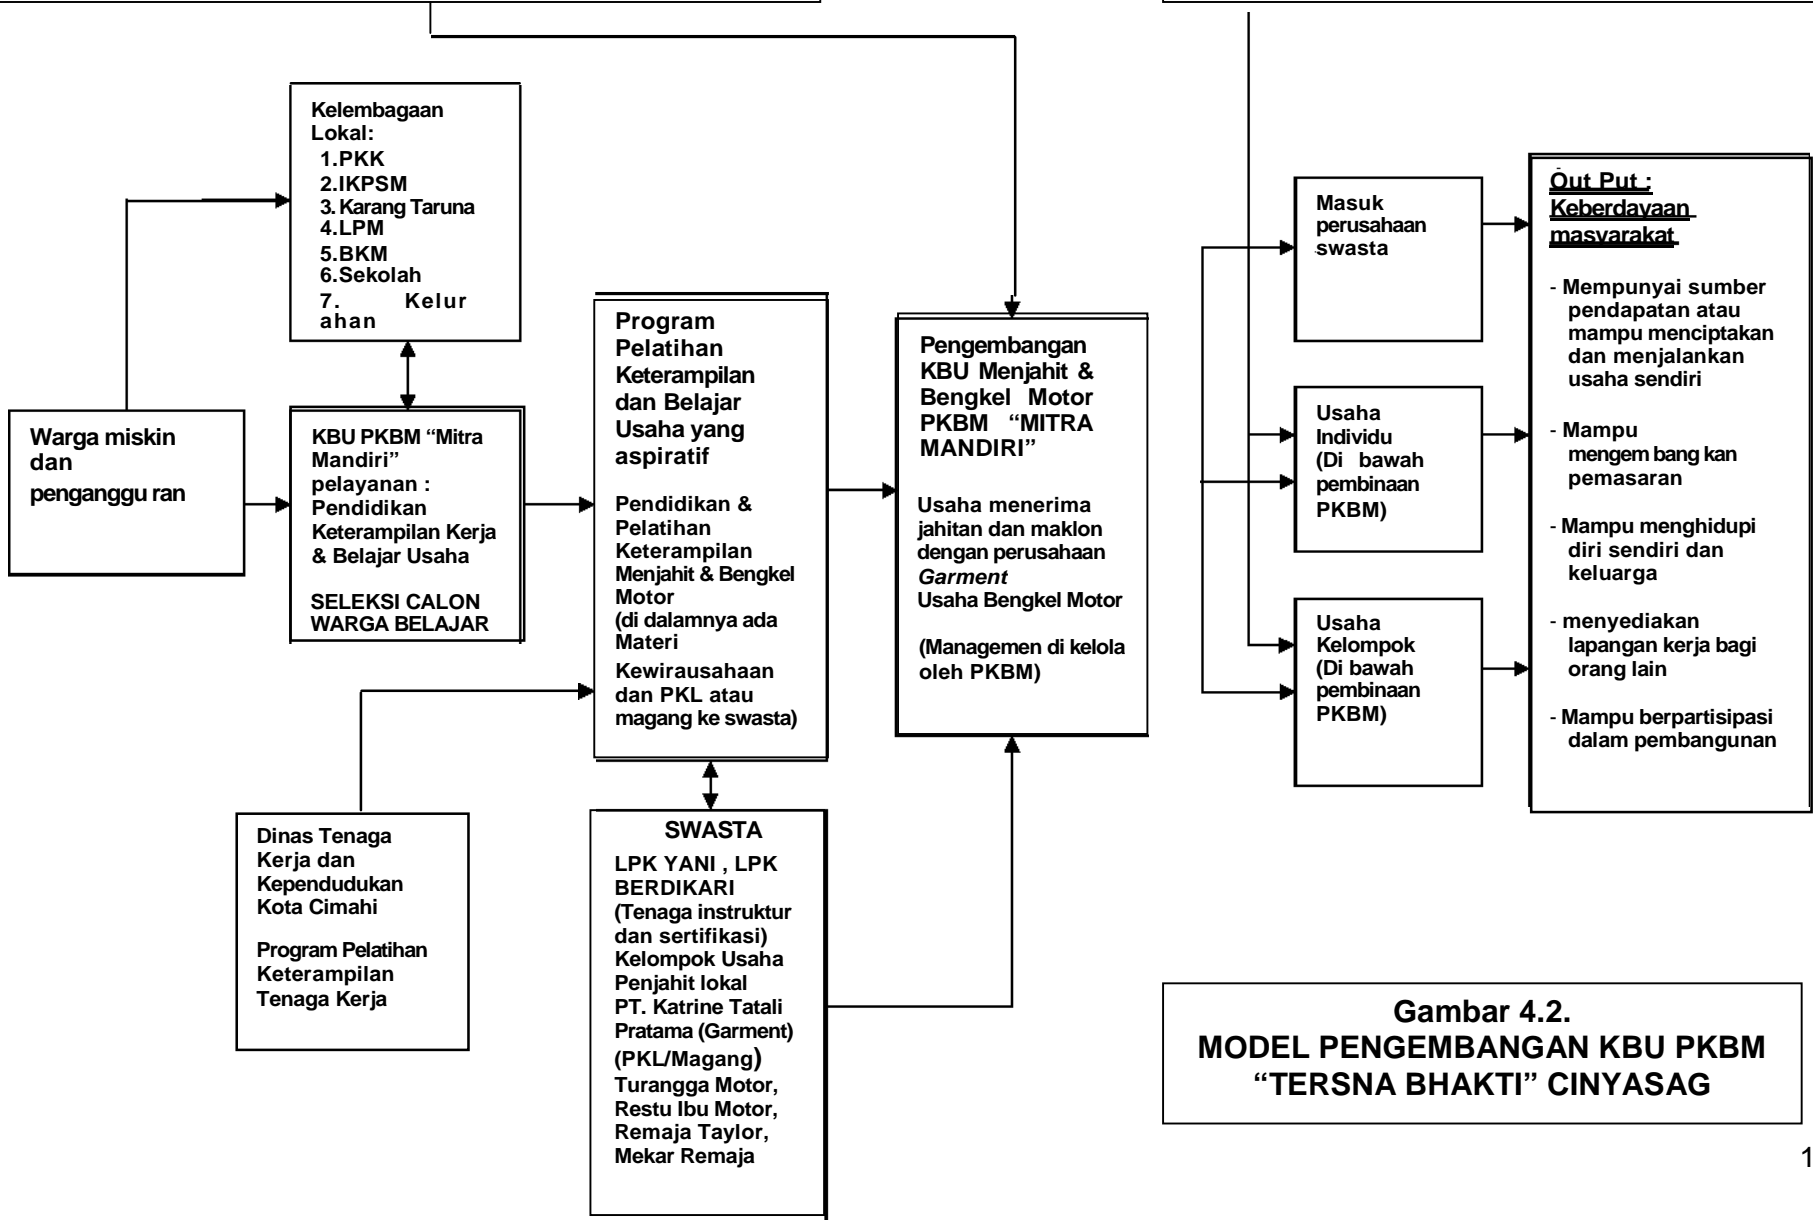 Kelembagaan
Lokal:
1.PKK
2.IKPSM
3. Karang Taruna
4.LPM
5.BKM
6.Sekolah
7. Kelur
ahan
Warga miskin
dan
penganggu ran
KBU PKBM “Mitra
Mandiri”
pelayanan :
Pendidikan
Keterampilan Kerja
& Belajar Usaha
SELEKSI CALON
WARGA BELAJAR
Program
Pelatihan
Keterampilan
dan Belajar
Usaha yang
aspiratif
Pendidikan &
Pelatihan
Keterampilan
Menjahit & Bengkel
Motor
(di dalamnya ada
Materi
Kewirausahaan
dan PKL atau
magang ke swasta)
Pengembangan
KBU Menjahit &
Bengkel Motor
PKBM “MITRA
MANDIRI”
Usaha menerima
jahitan dan maklon
dengan perusahaan
Garment
Usaha Bengkel Motor
(Managemen di kelola
oleh PKBM)
Masuk
perusahaan
swasta
Usaha
Individu
(Di bawah
pembinaan
PKBM)
Usaha
Kelompok
(Di bawah
pembinaan
PKBM)
Out Put :
Keberdayaan
masyarakat
- Mempunyai sumber
pendapatan atau
mampu menciptakan
dan menjalankan
usaha sendiri
- Mampu
mengem bang kan
pemasaran
- Mampu menghidupi
diri sendiri dan
keluarga
- menyediakan
lapangan kerja bagi
orang lain
- Mampu berpartisipasi
dalam pembangunan
Dinas Tenaga
Kerja dan
Kependudukan
Kota Cimahi
Program Pelatihan
Keterampilan
Tenaga Kerja
SWASTA
LPK YANI , LPK
BERDIKARI
(Tenaga instruktur
dan sertifikasi)
Kelompok Usaha
Penjahit lokal
PT. Katrine Tatali
Pratama (Garment)
(PKL/Magang)
Turangga Motor,
Restu Ibu Motor,
Remaja Taylor,
Mekar Remaja
Gambar 4.2.
MODEL PENGEMBANGAN KBU PKBM
“TERSNA BHAKTI” CINYASAG
1